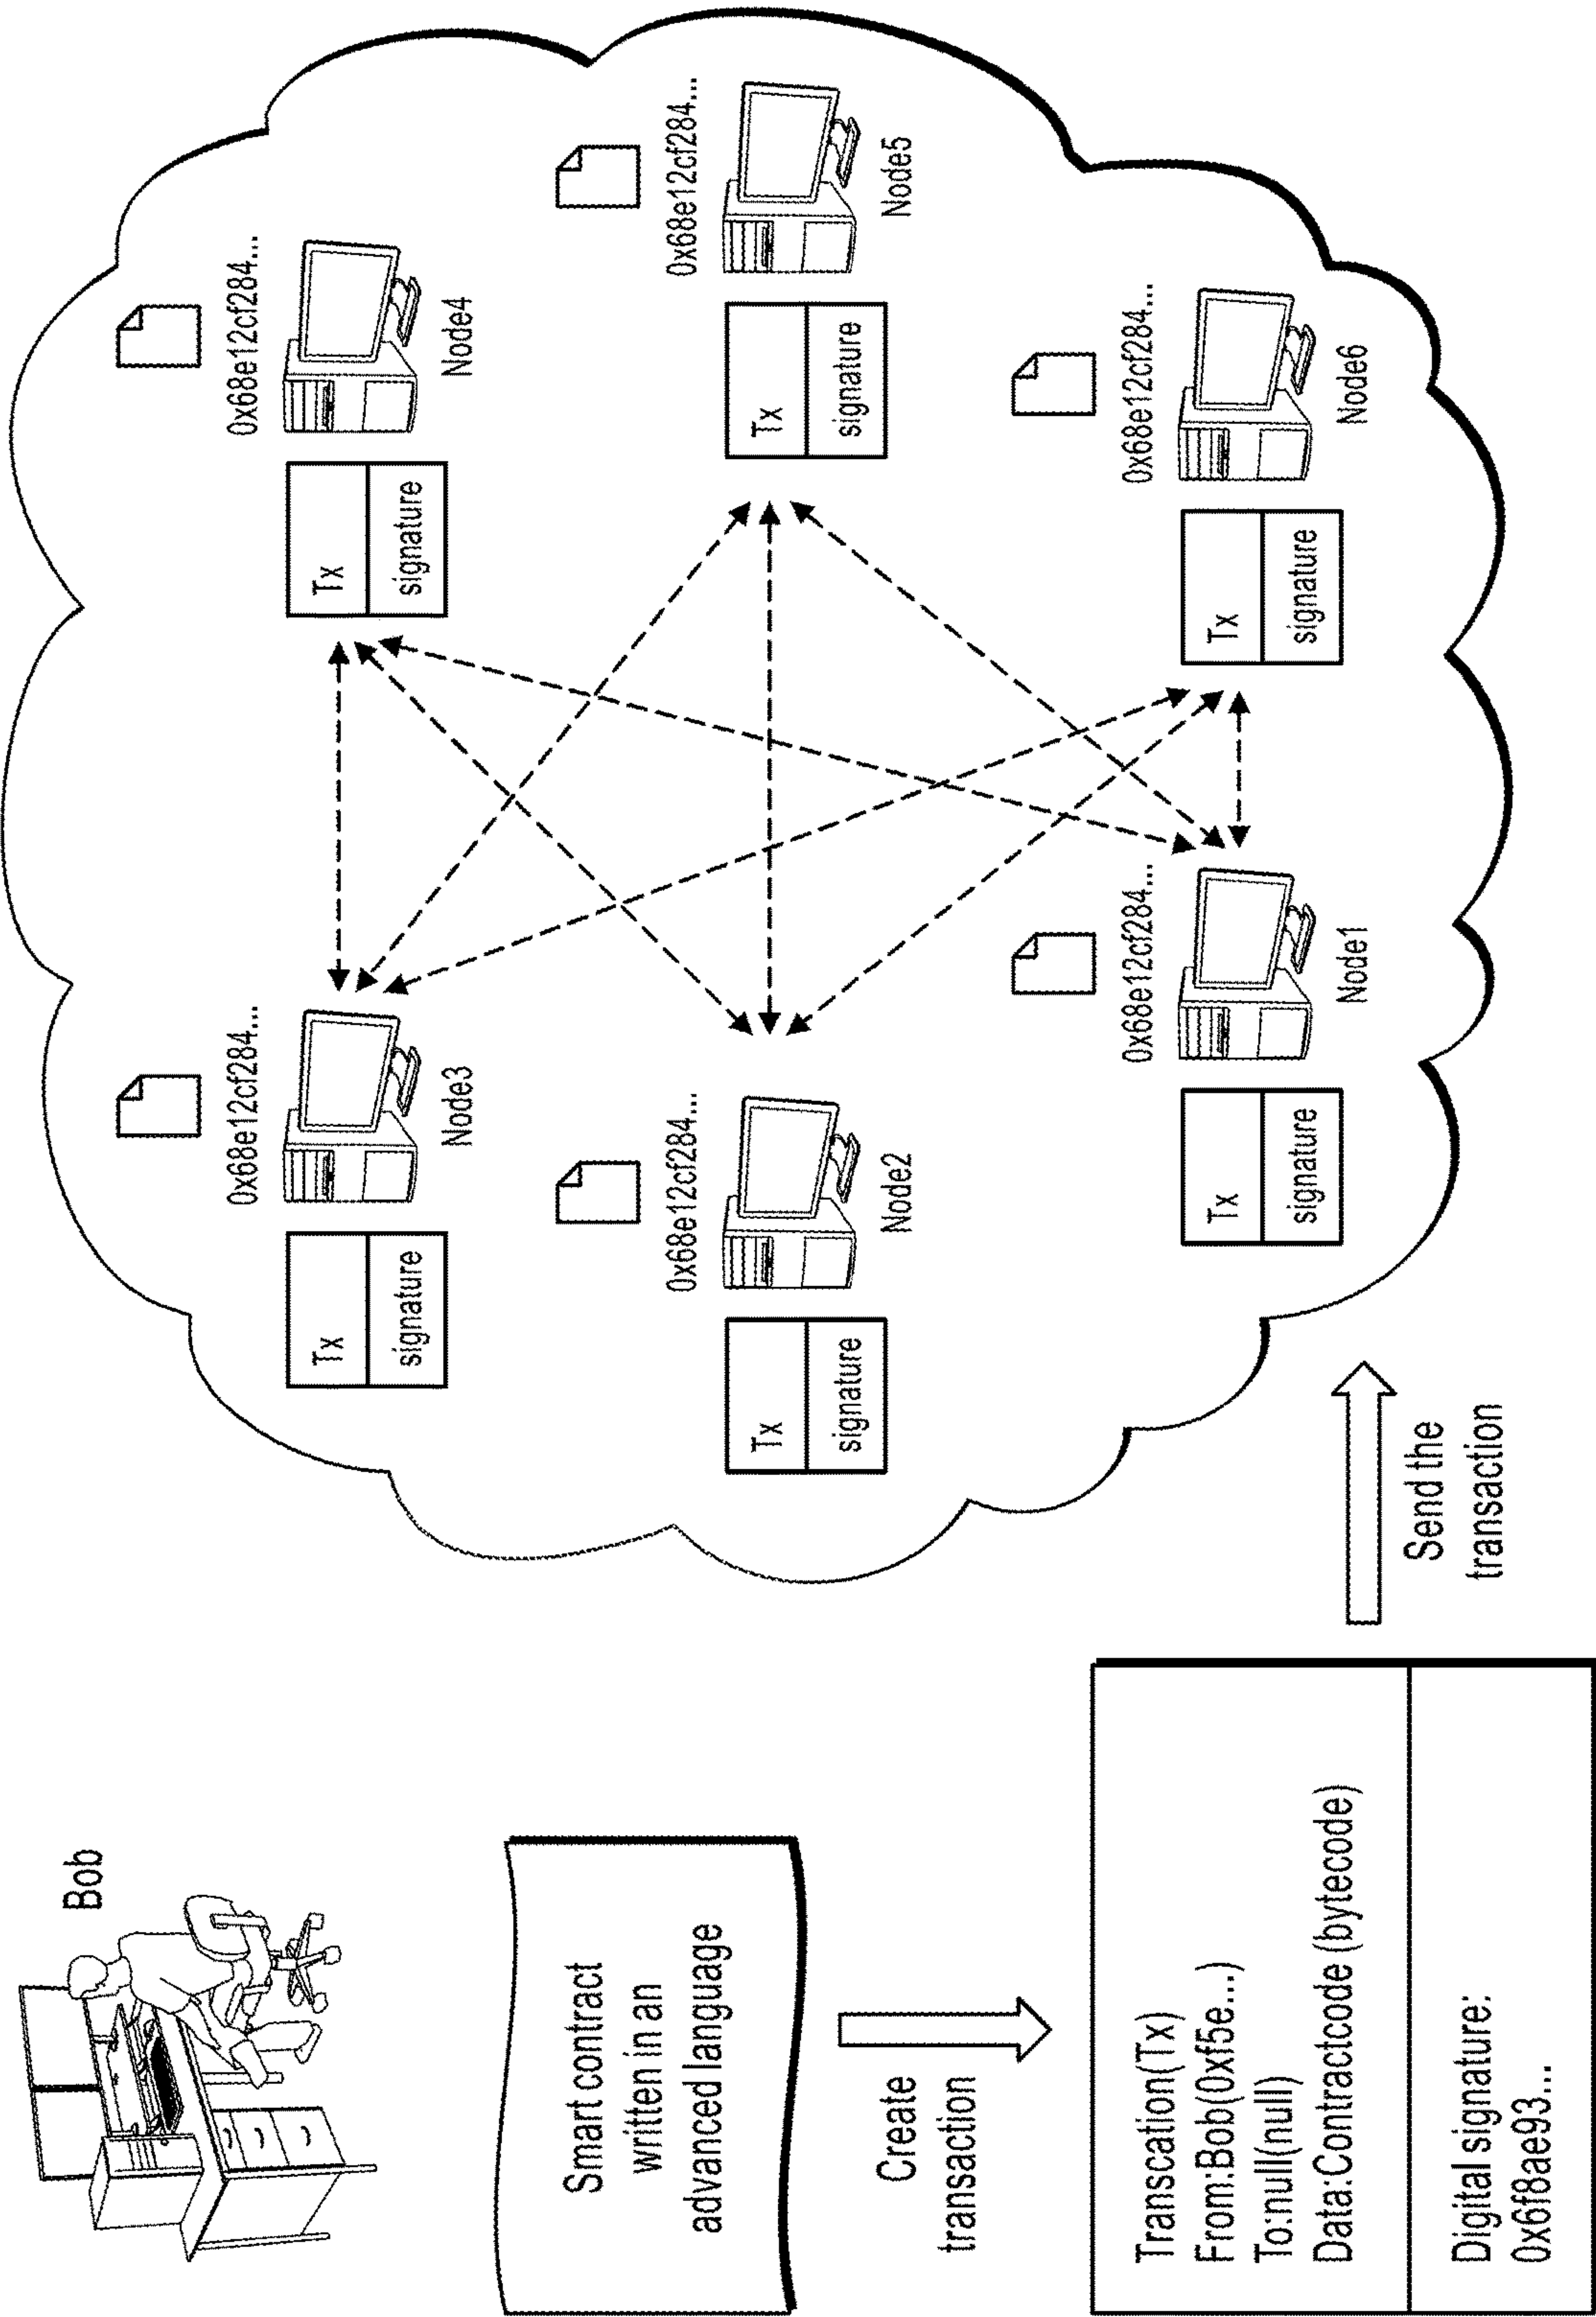 Bob
Smart contract
written in an
advanced language
Create
transaction
Transcation(Tx)
From:Bob(0xf5e...)
To:null(null)
Data:Contractcode (bytecode)
Digital signature:
0x6f8ae93...
Send the
transaction
0x68e12cf284...
Tx
signature
Node3
0x68e12cf284...
Tx
signature
Node4
0x68e12cf284...
Tx
signature
Node2
0x68e12cf284...
Tx
signature
Node5
0x68e12cf284...
Tx
signature
Node1
0x68e12cf284...
Tx
signature
Node6